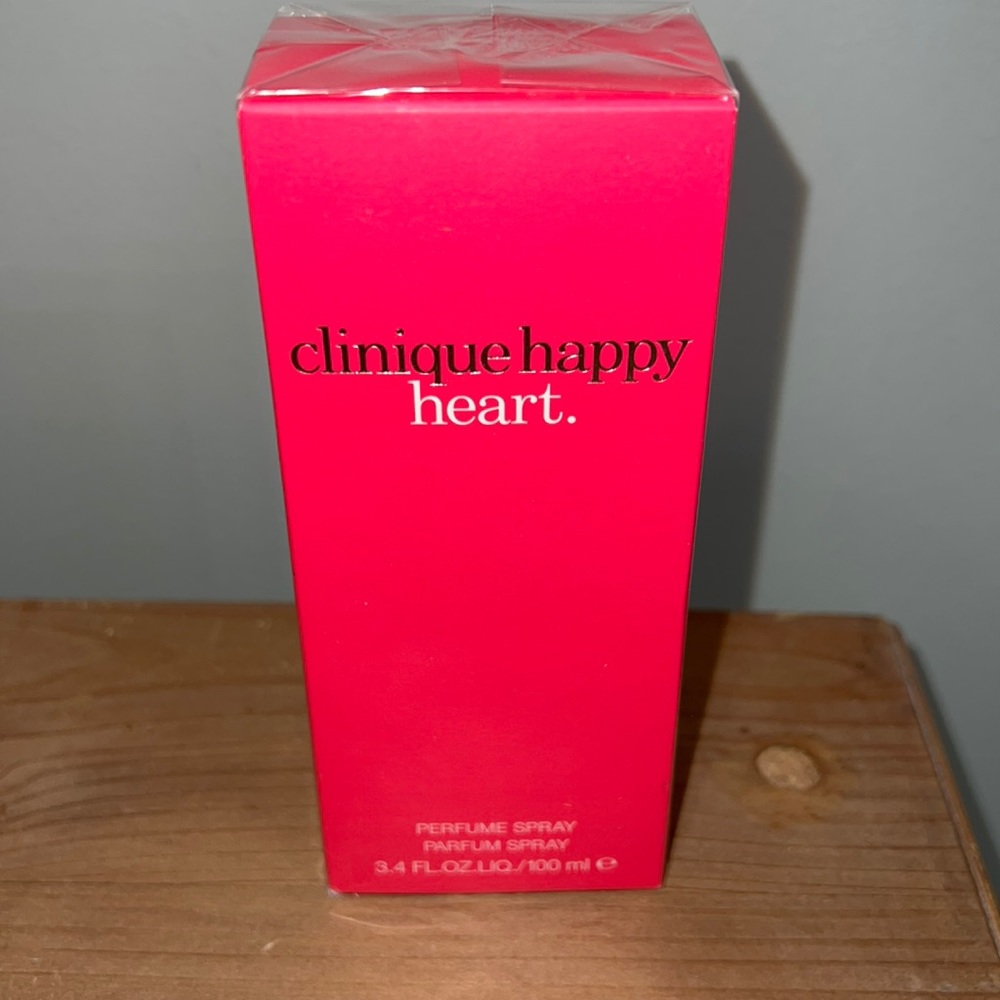 clinique happy
heart.
PERFUME SPRAY
PARFUM SPRAY
3.4 FL.OZ.LIQ./100 ml ℮